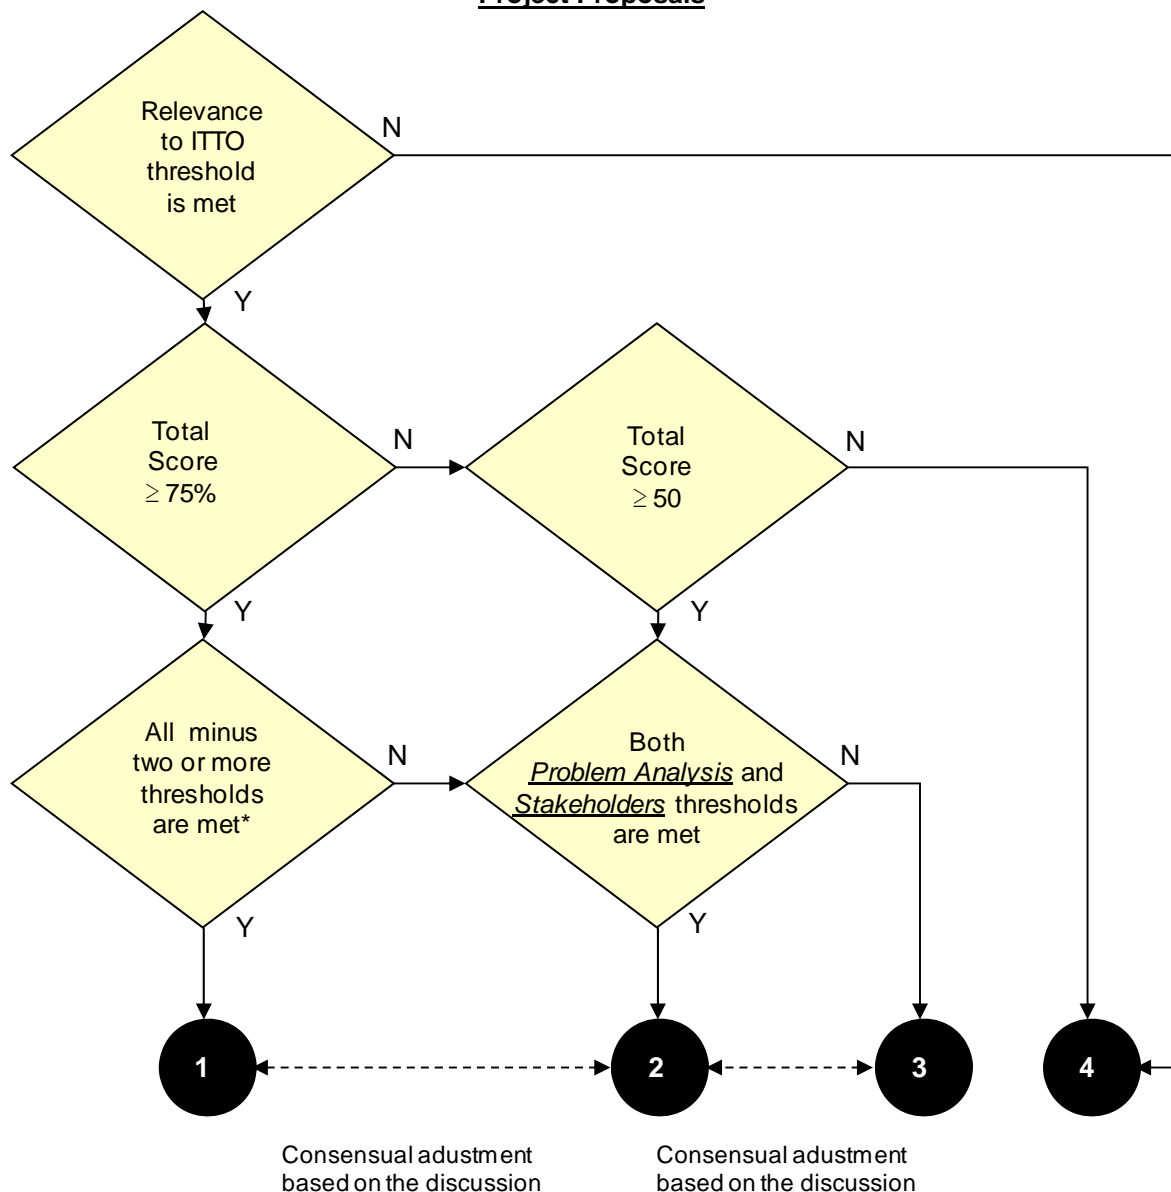 Project Proposals
Relevance
to ITTO
threshold
is met
N
Y
Total
Score
≥ 75%
N
Total
Score
≥ 50
N
Y
Y
All minus
two or more
thresholds
are met*
N
Both
Problem Analysis and
Stakeholders thresholds
are met
N
Y
Y
1
2
3
4
Consensual adustment
based on the discussion
Consensual adustment
based on the discussion